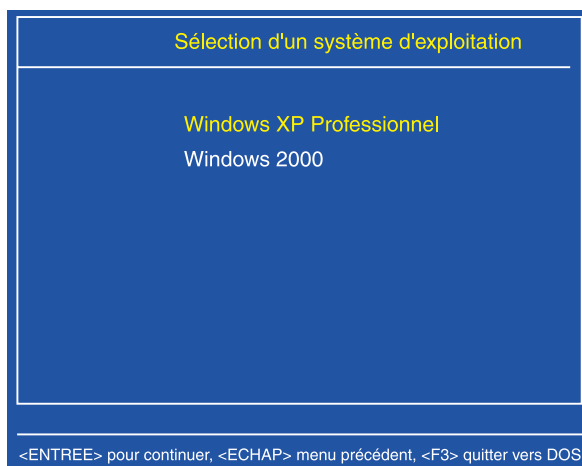 Sélection d'un système d'exploitation
Windows XP Professionnel
Windows 2000
<ENTREE> pour continuer, <ECHAP> menu précédent, <F3> quitter vers DOS